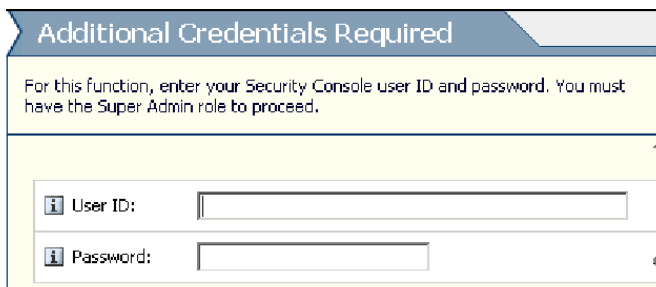 Additional Credentials Required
For this function, enter your Security Console user ID and password. You must
have the Super Admin role to proceed.
User ID:
Password: